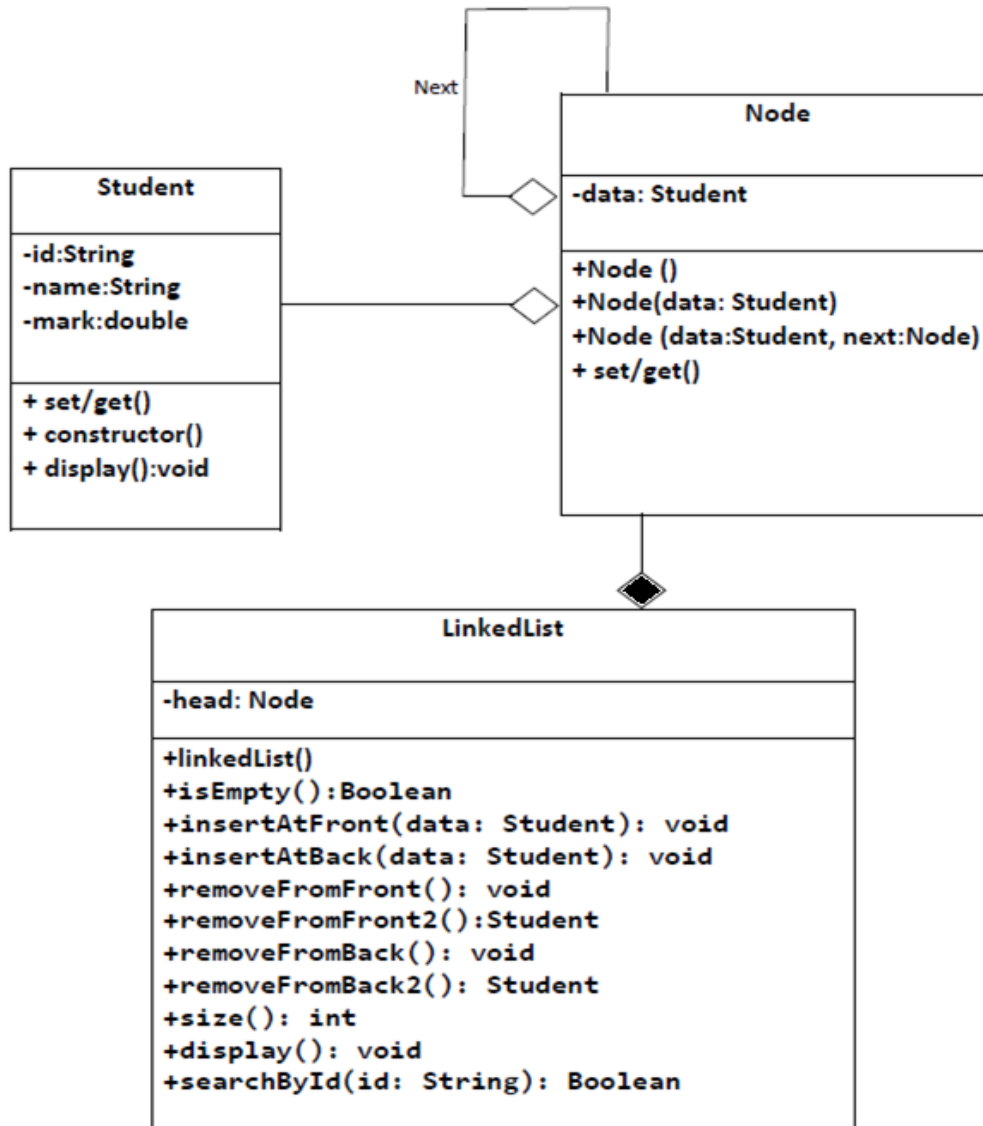 Next
Node
-data: Student
+Node ()
+Node(data: Student)
+Node (data:Student, next:Node)
+ set/get()
Student
-id:String
-name:String
-mark:double
+ set/get()
+ constructor()
+ display():void
LinkedList
-head: Node
+linkedList()
+isEmpty():Boolean
+insertAtFront(data: Student): void
+insertAtBack(data: Student): void
+removeFromFront(): void
+removeFromFront2():Student
+removeFromBack(): void
+removeFromBack2(): Student
+size(): int
+display(): void
+searchById(id: String): Boolean